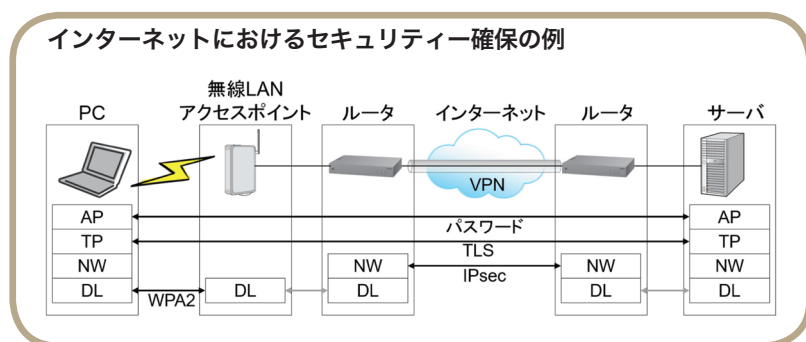 インターネットにおけるセキュリティー確保の例
PC
無線LAN
アクセスポイント
ルータ
インターネット
ルータ
サーバ
VPN
AP
パスワード
AP
TP
TLS
TP
NW
NW
IPsec
NW
NW
DL
WPA2
DL
DL
DL
DL